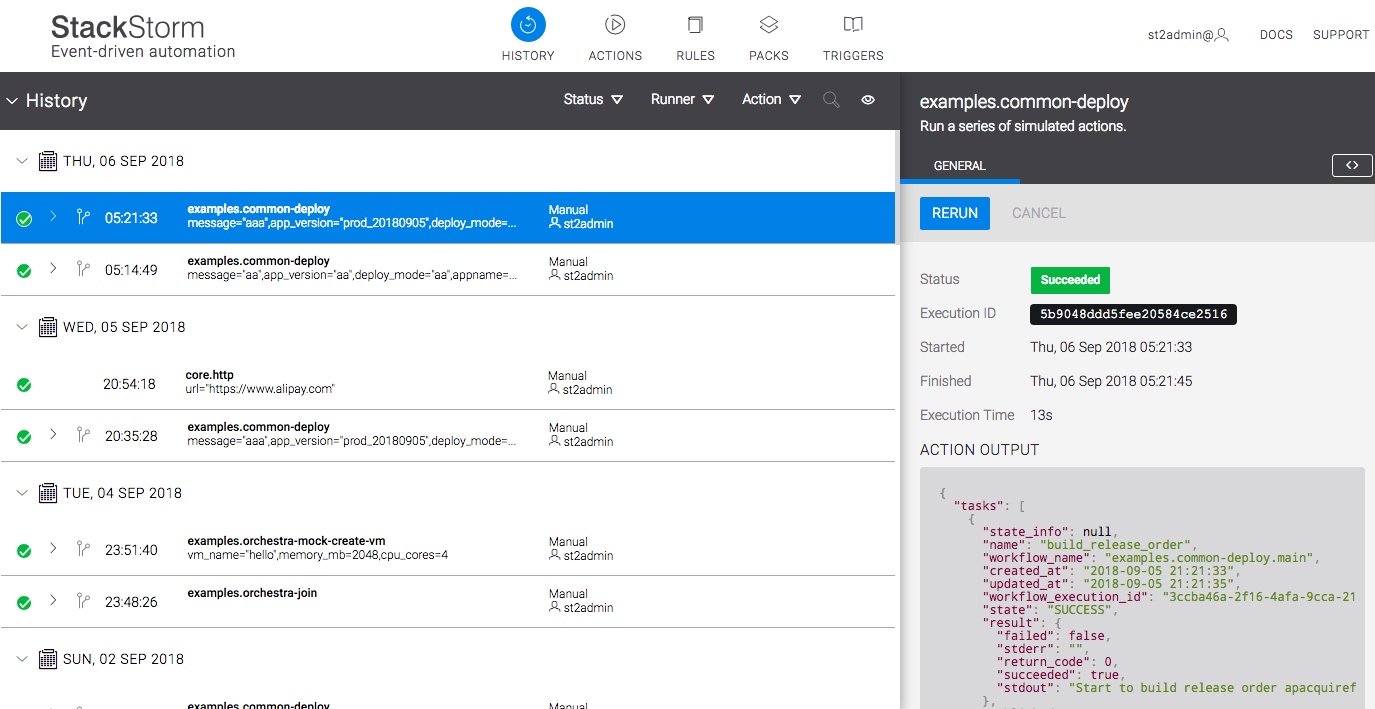 StackStorm
Event-driven automation
HISTORY
ACTIONS
RULES
PACKS
TRIGGERS
st2admin@
DOCS
SUPPORT
History
Status
Runner
Action
THU, 06 SEP 2018
05:21:33
examples.common-deploy
message="aaa",app_version="prod_20180905",deploy_mode=...
Manual
st2admin
05:14:49
examples.common-deploy
message="aa",app_version="aa",deploy_mode="aa",appname=...
Manual
st2admin
WED, 05 SEP 2018
20:54:18
core.http
url="https://www.alipay.com"
Manual
st2admin
20:35:28
examples.common-deploy
message="aaa",app_version="prod_20180905",deploy_mode=...
Manual
st2admin
TUE, 04 SEP 2018
23:51:40
examples.orchestra-mock-create-vm
vm_name="hello",memory_mb=2048,cpu_cores=4
Manual
st2admin
23:48:26
examples.orchestra-join
Manual
st2admin
SUN, 02 SEP 2018
examples.common-deploy
Manual
examples.common-deploy
Run a series of simulated actions.
GENERAL
<>
RERUN
CANCEL
Status
Succeeded
Execution ID
5b9048ddd5fee20584ce2516
Started
Thu, 06 Sep 2018 05:21:33
Finished
Thu, 06 Sep 2018 05:21:45
Execution Time
13s
ACTION OUTPUT
{
"tasks": [
{
"state_info": null,
"name": "build_release_order",
"workflow_name": "examples.common-deploy.main",
"created_at": "2018-09-05 21:21:33",
"updated_at": "2018-09-05 21:21:35",
"workflow_execution_id": "3ccba46a-2f16-4afa-9cca-21
"state": "SUCCESS",
"result": {
"failed": false,
"stderr": "",
"return_code": 0,
"succeeded": true,
"stdout": "Start to build release order apacquiref
},